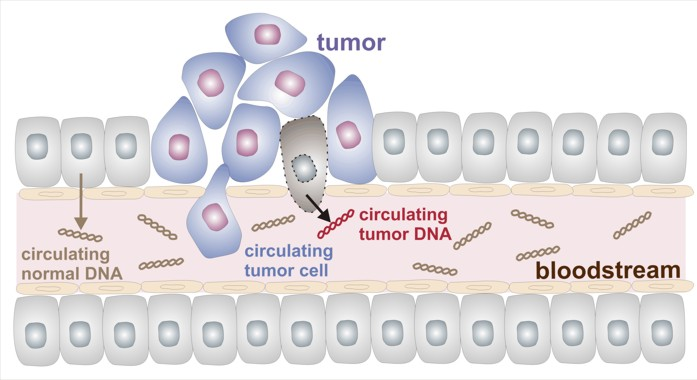 tumor
circulating
tumor DNA
circulating
normal DNA
circulating
tumor cell
bloodstream